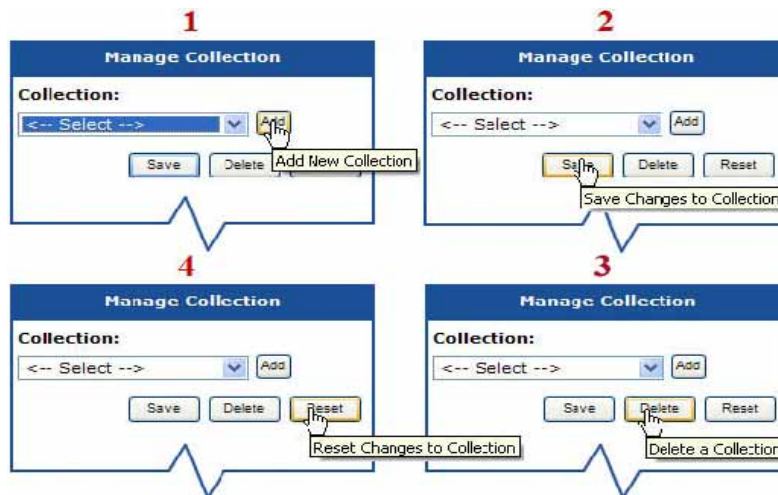 1
Manage Collection
Collection:
<-- Select -->
Add
Save
Delete
Add New Collection
2
Manage Collection
Collection:
<-- Select -->
Add
Save
Delete
Reset
Save Changes to Collection
4
Manage Collection
Collection:
<-- Select -->
Add
Save
Delete
Reset
Reset Changes to Collection
3
Manage Collection
Collection:
<-- Select -->
Add
Save
Delete
Reset
Delete a Collection